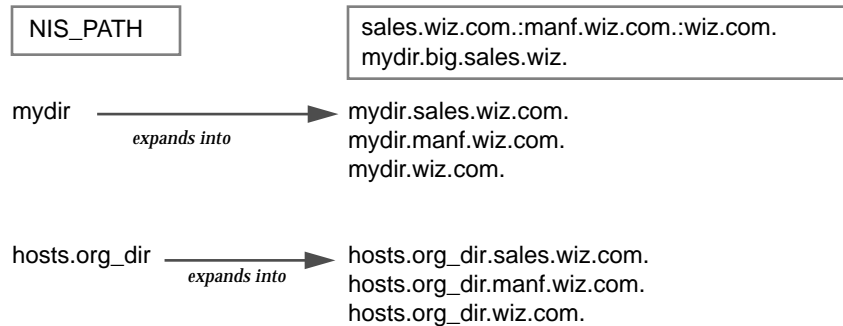 NIS_PATH
sales.wiz.com.:manf.wiz.com.:wiz.com.
mydir.big.sales.wiz.
mydir
expands into
mydir.sales.wiz.com.
mydir.manf.wiz.com.
mydir.wiz.com.
hosts.org_dir
expands into
hosts.org_dir.sales.wiz.com.
hosts.org_dir.manf.wiz.com.
hosts.org_dir.wiz.com.